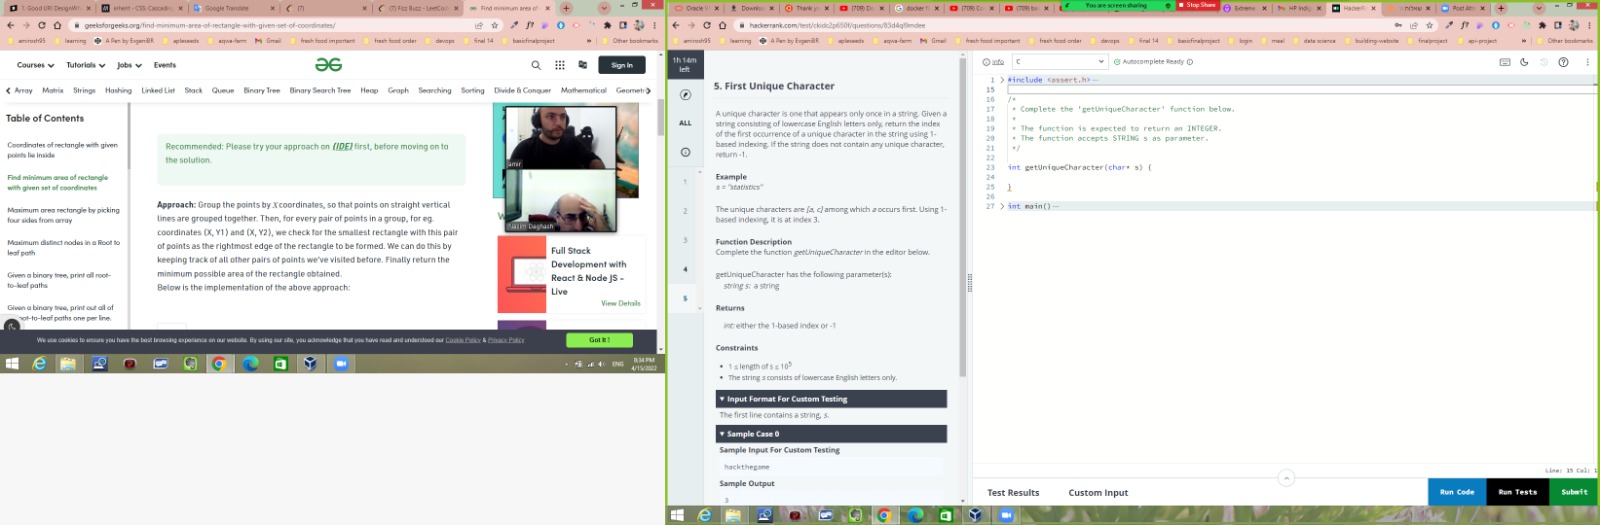 1. Good URI Design
inherit - CSS: Cascading
Google Translate
(7)
(7) Fizz Buzz - LeetCo
Find minimum area of
geeksforgeeks.org/find-minimum-area-of-rectangle-with-given-set-of-coordinates/
amirosh95
learning
A Pen by EvgeniBR
apleseeds
aqwa-farm
Gmail
fresh food important
fresh food order
devops
final 14
basicfinalproject
»
Other bookmarks
Courses
Tutorials
Jobs
Events
Sign In
Array
Matrix
Strings
Hashing
Linked List
Stack
Queue
Binary Tree
Binary Search Tree
Heap
Graph
Searching
Sorting
Divide & Conquer
Mathematical
Geometr
Table of Contents
Coordinates of rectangle with given
points lie inside
Find minimum area of rectangle
with given set of coordinates
Maximum area rectangle by picking
four sides from array
Maximum distinct nodes in a Root to
leaf path
Given a binary tree, print all root-
to-leaf paths
Given a binary tree, print out all of
oot-to-leaf paths one per line.
Recommended: Please try your approach on {IDE} first, before moving on to
the solution.
Approach: Group the points by X coordinates, so that points on straight vertical
lines are grouped together. Then, for every pair of points in a group, for eg.
coordinates (X, Y1) and (X, Y2), we check for the smallest rectangle with this pair
of points as the rightmost edge of the rectangle to be formed. We can do this by
keeping track of all other pairs of points we've visited before. Finally return the
minimum possible area of the rectangle obtained.
Below is the implementation of the above approach:
amir
Nasim Daghash
Full Stack
Development with
React & Node JS -
Live
View Details
We use cookies to ensure you have the best browsing experience on our website. By using our site, you acknowledge that you have read and understood our Cookie Policy & Privacy Policy
Got It !
ENG
8:34 PM
4/15/2022
Oracle V
Downloa
Thank y
(709) Do
(709) Co
docker f
(709) Co
(709) bu
You are screen sharing
Stop Share
Extreme
HP Indig
HackerR
Post Atte
hackerrank.com/test/ckidc2p650f/questions/83d4ql9mdee
amirosh95
learning
A Pen by EvgeniBR
apleseeds
aqwa-farm
Gmail
fresh food important
fresh food order
devops
final 14
basicfinalproject
login
meal
data science
building-website
finalproject
api-project
»
Other bookmarks
1h 14m
left
ALL
1
2
3
4
5
5. First Unique Character
A unique character is one that appears only once in a string. Given a
string consisting of lowercase English letters only, return the index
of the first occurrence of a unique character in the string using 1-
based indexing. If the string does not contain any unique character,
return -1.
Example
s = "statistics"
The unique characters are [a, c] among which a occurs first. Using 1-
based indexing, it is at index 3.
Function Description
Complete the function getUniqueCharacter in the editor below.
getUniqueCharacter has the following parameter(s):
string s: a string
Returns
int: either the 1-based index or -1
Constraints
• 1 ≤ length of s ≤ 10⁵
• The string s consists of lowercase English letters only.
▼ Input Format For Custom Testing
The first line contains a string, s.
▼ Sample Case 0
Sample Input For Custom Testing
hackthegame
Sample Output
3
Info
C
Autocomplete Ready
1 #include <assert.h>
15
16 /*
17 * Complete the 'getUniqueCharacter' function below.
18 *
19 * The function is expected to return an INTEGER.
20 * The function accepts STRING s as parameter.
21 */
22
23 int getUniqueCharacter(char* s) {
24
25 }
26
27 int main()
Line: 15 Col: 1
Test Results
Custom Input
Run Code
Run Tests
Submit